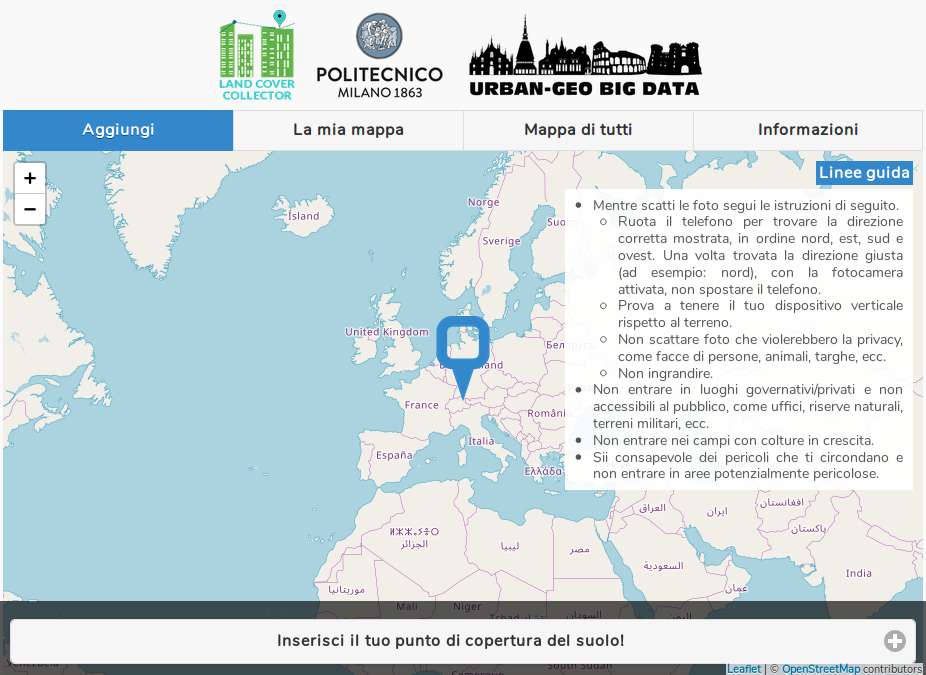 LAND COVER
COLLECTOR
POLITECNICO
MILANO 1863
URBAN-GEO BIG DATA
Aggiungi
La mia mappa
Mappa di tutti
Informazioni
+
−
Linee guida
• Mentre scatti le foto segui le istruzioni di seguito.
○ Ruota il telefono per trovare la direzione
corretta mostrata, in ordine nord, est, sud e
ovest. Una volta trovata la direzione giusta
(ad esempio: nord), con la fotocamera
attivata, non spostare il telefono.
○ Prova a tenere il tuo dispositivo verticale
rispetto al terreno.
○ Non scattare foto che violerebbero la privacy,
come facce di persone, animali, targhe, ecc.
○ Non ingrandire.
• Non entrare in luoghi governativi/privati e non
accessibili al pubblico, come uffici, riserve naturali,
terreni militari, ecc.
• Non entrare nei campi con colture in crescita.
• Sii consapevole dei pericoli che ti circondano e
non entrare in aree potenzialmente pericolose.
Norge
Ísland
Sverige
United Kingdom
France
Români
Italia
España
Ελλάδα
ⵍⵣⵣⴰⵢⴻⵔ
الجزائر
ليبيا
مصر
العراق
ایران
افغانستان
پاکستان
السعودية
عمان
India
موريتانيا
Mali
Niger
South Sudan
Inserisci il tuo punto di copertura del suolo!
Leaflet | © OpenStreetMap contributors